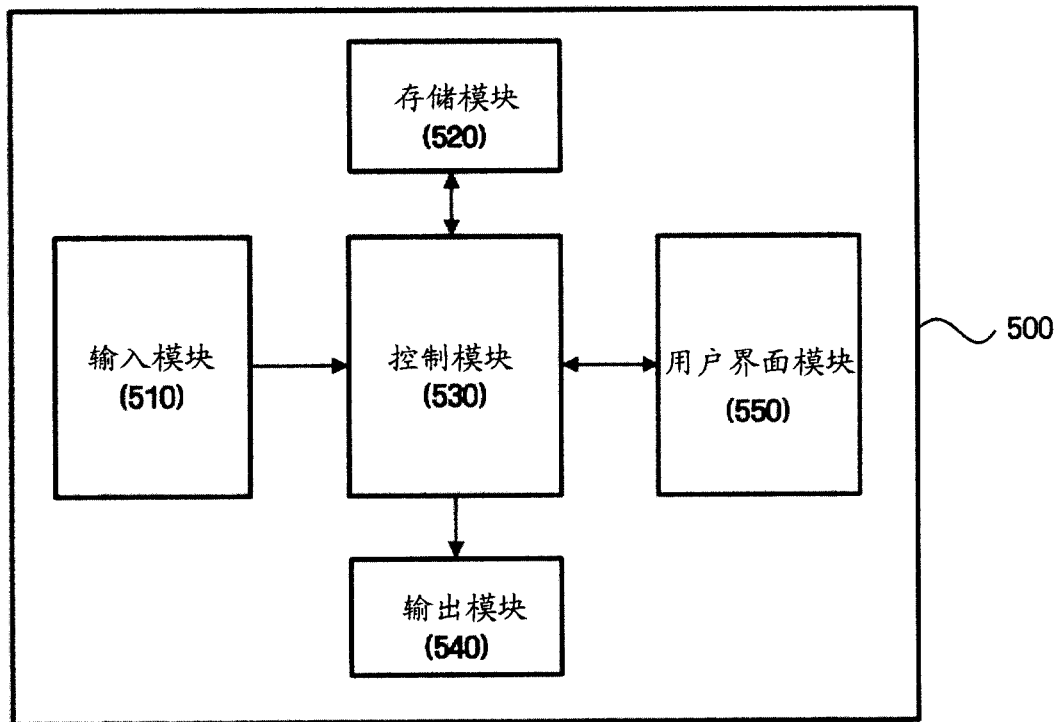 存储模块
(520)
输入模块
(510)
控制模块
(530)
用户界面模块
(550)
500
输出模块
(540)